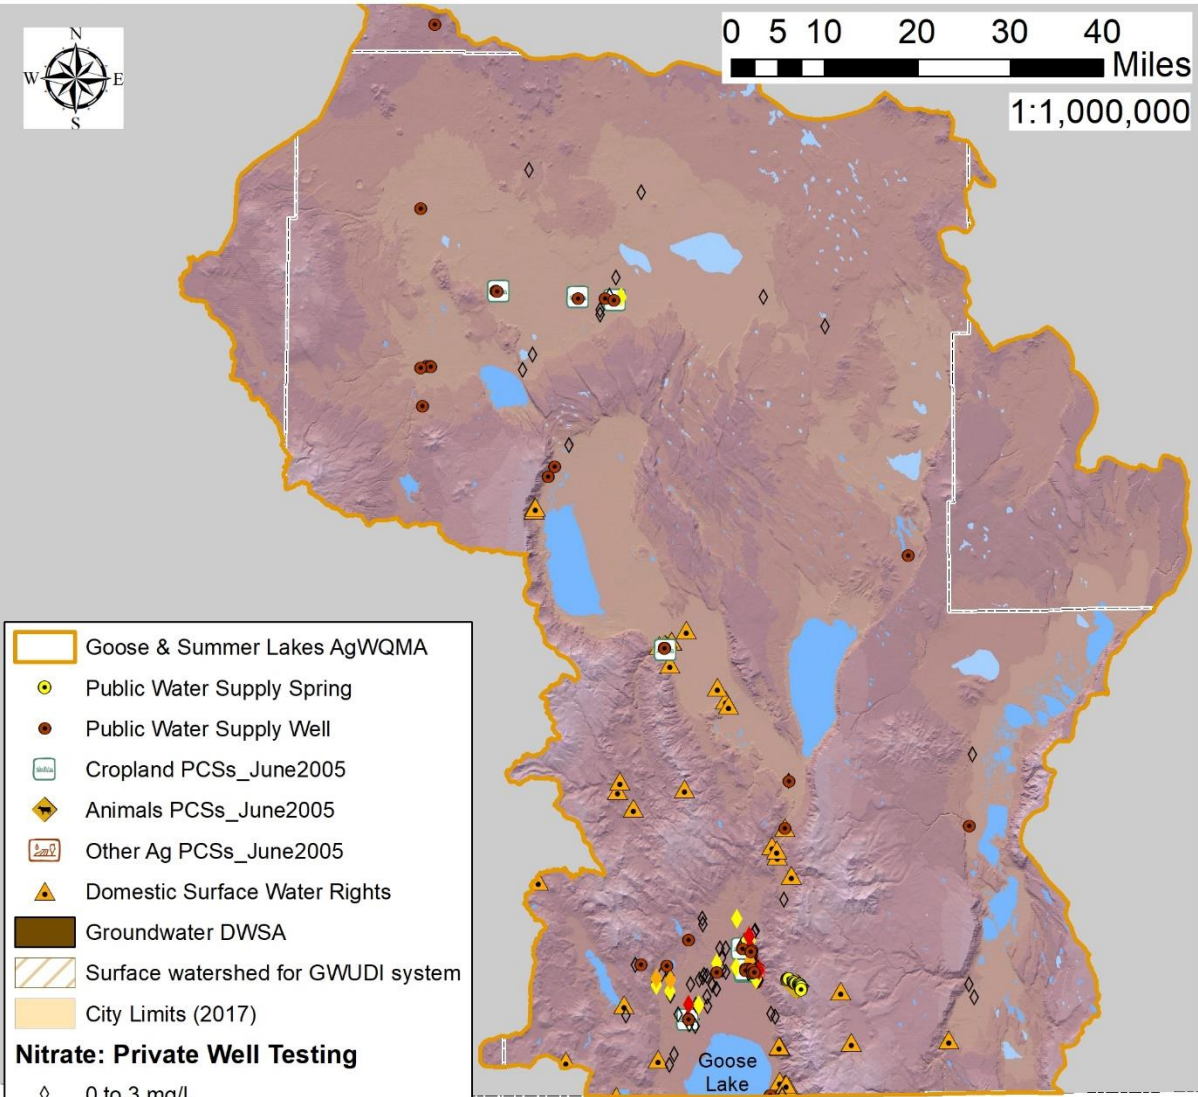 N
W E
S
0 5 10 20 30 40
Miles
1:1,000,000
Goose & Summer Lakes AgWQMA
Public Water Supply Spring
Public Water Supply Well
Cropland PCSs_June2005
Animals PCSs_June2005
Other Ag PCSs_June2005
Domestic Surface Water Rights
Groundwater DWSA
Surface watershed for GWUDI system
City Limits (2017)
Nitrate: Private Well Testing
0 to 3 mg/l
Goose
Lake